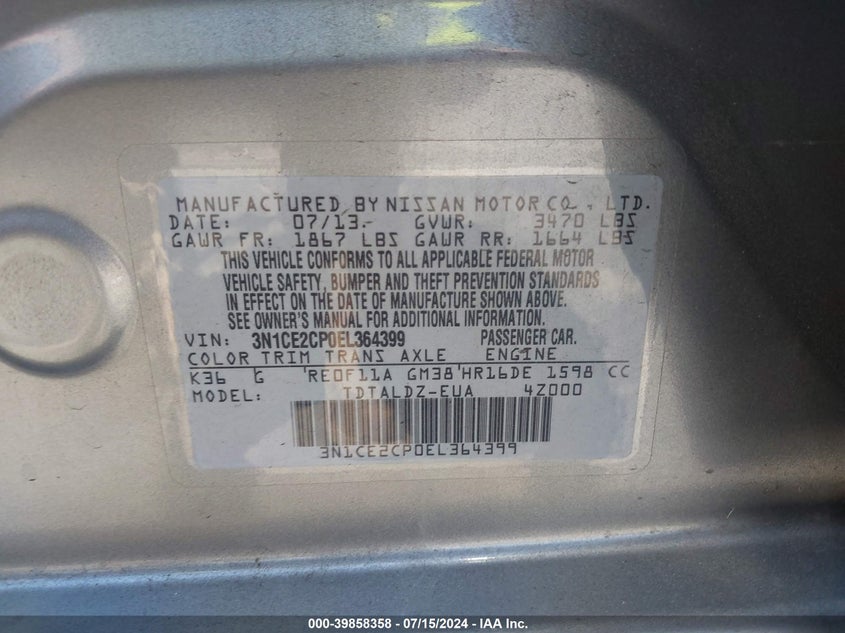 MANUFACTURED BY NISSAN MOTOR CO., LTD.
DATE: 07/13 GVWR: 3470 LBS
GAWR FR: 1867 LBS GAWR RR: 1664 LBS
THIS VEHICLE CONFORMS TO ALL APPLICABLE FEDERAL MOTOR
VEHICLE SAFETY, BUMPER AND THEFT PREVENTION STANDARDS
IN EFFECT ON THE DATE OF MANUFACTURE SHOWN ABOVE.
SEE OWNER'S MANUAL FOR ADDITIONAL INFORMATION.
VIN: 3N1CE2CP0EL364399 PASSENGER CAR.
COLOR TRIM TRANS AXLE ENGINE
K36 G RE0F11A GM38 HR16DE 1598 CC
MODEL: TDTALDZ-EUA 4Z000
3N1CE2CP0EL364399
000-39858358 - 07/15/2024 - IAA Inc.